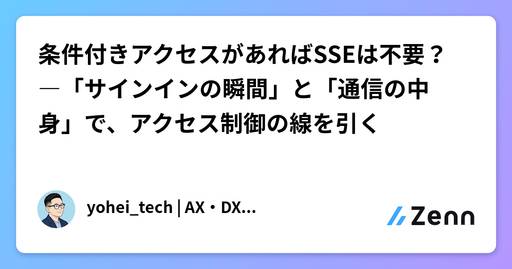 条件付きアクセスがあればSSEは不要？
―「サインインの瞬間」と「通信の中
身」で、アクセス制御の線を引く
yohei_tech | AX・DX...
Zenn